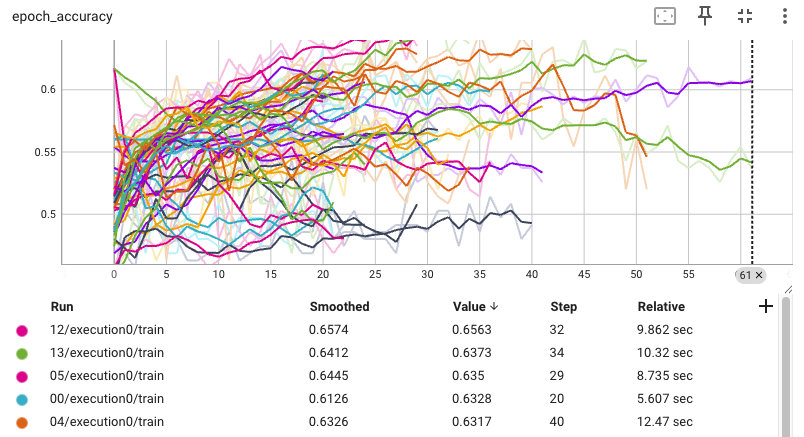 epoch_accuracy
0.6
0.55
0.5
0 5 10 15 20 25 30 35 40 45 50 55 61 ✕
Run Smoothed Value ↓ Step Relative
12/execution0/train 0.6574 0.6563 32 9.862 sec
13/execution0/train 0.6412 0.6373 34 10.32 sec
05/execution0/train 0.6445 0.635 29 8.735 sec
00/execution0/train 0.6126 0.6328 20 5.607 sec
04/execution0/train 0.6326 0.6317 40 12.47 sec